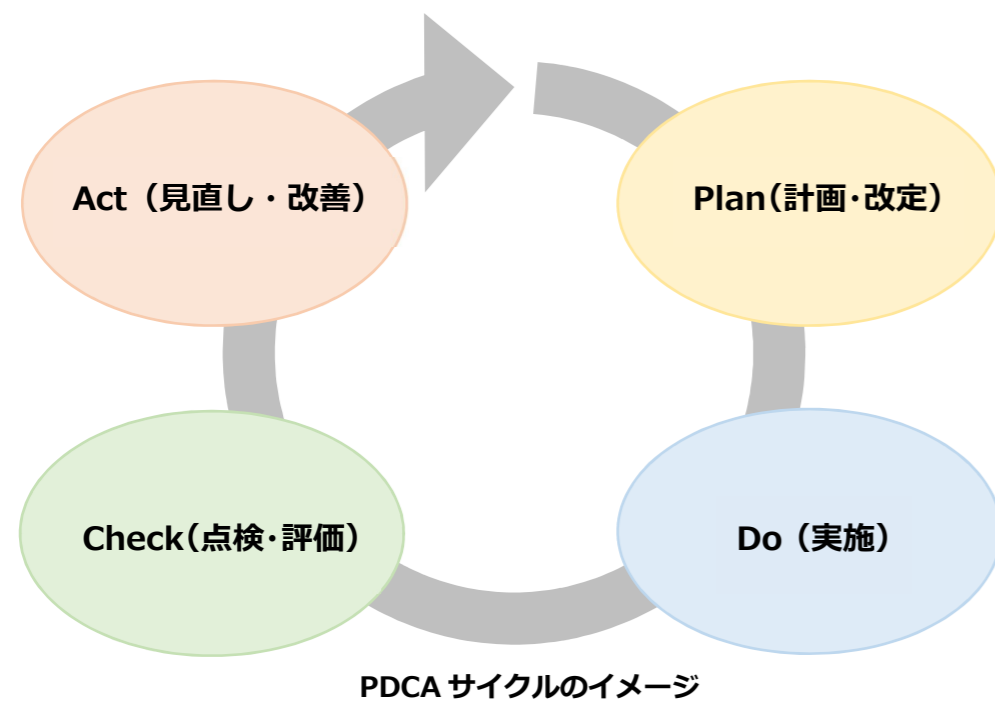 Act（見直し・改善）
Plan（計画・改定）
Check（点検・評価）
Do（実施）
PDCA サイクルのイメージ